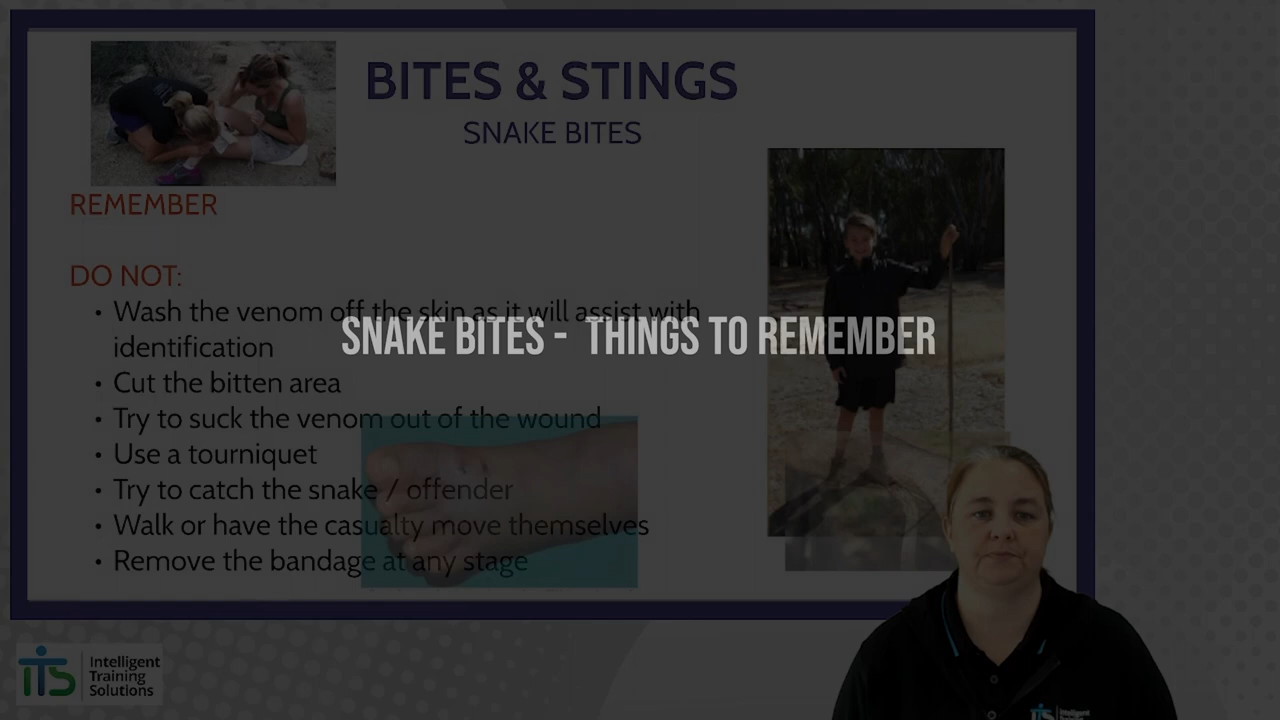 BITES & STINGS
SNAKE BITES
REMEMBER
DO NOT:
• Wash the venom off the skin as it will assist with
identification
SNAKE BITES - THINGS TO REMEMBER
• Cut the bitten area
• Try to suck the venom out of the wound
• Use a tourniquet
• Try to catch the snake / offender
• Walk or have the casualty move themselves
• Remove the bandage at any stage
iTS Intelligent
Training
Solutions
iTS Intelligent